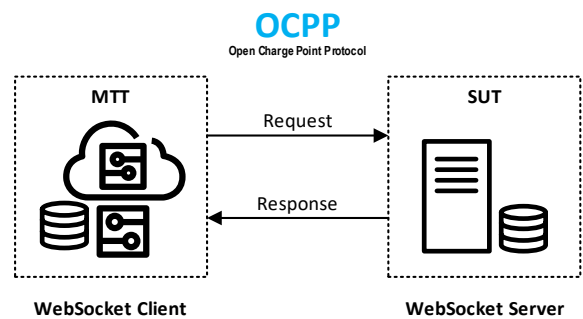 OCPP
Open Charge Point Protocol
MTT
SUT
Request
Response
WebSocket Client
WebSocket Server